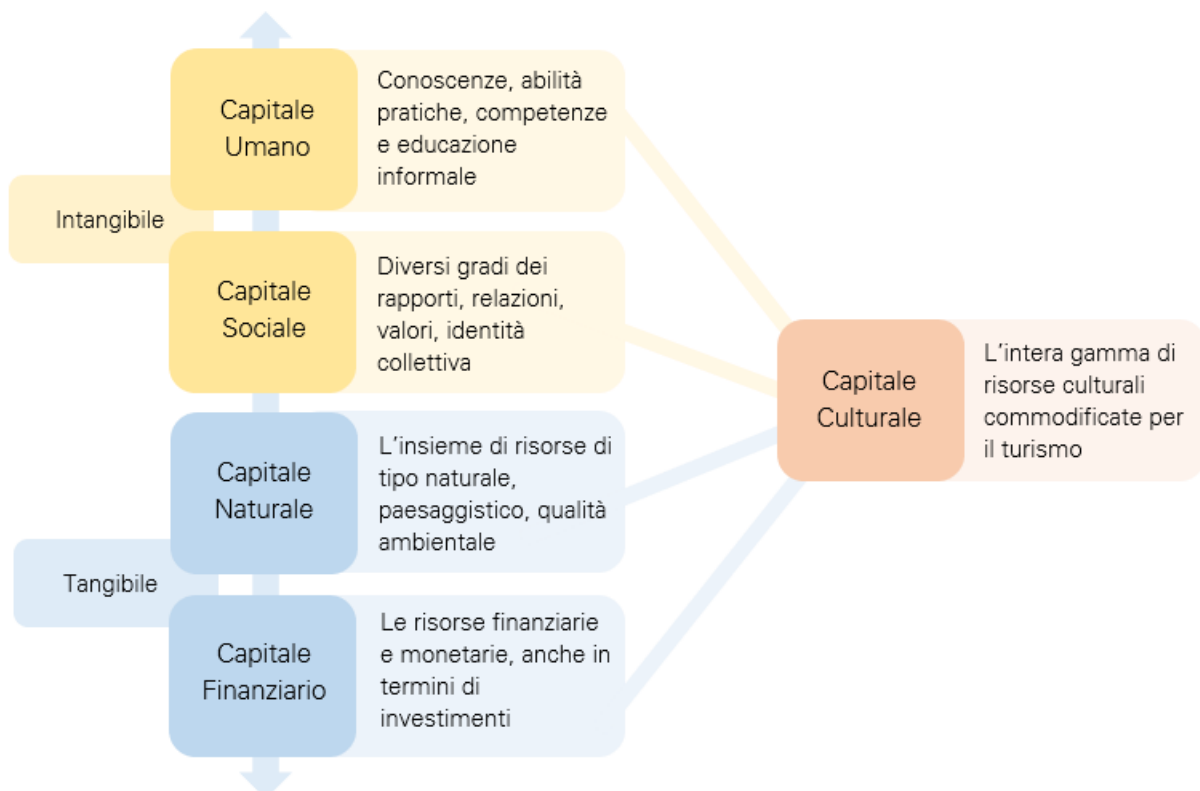 Capitale
Umano
Conoscenze, abilità
pratiche, competenze
e educazione
informale
Intangibile
Capitale
Sociale
Diversi gradi dei
rapporti, relazioni,
valori, identità
collettiva
Capitale
Culturale
L'intera gamma di
risorse culturali
commodificate per
il turismo
Capitale
Naturale
L'insieme di risorse di
tipo naturale,
paesaggistico, qualità
ambientale
Tangibile
Capitale
Finanziario
Le risorse finanziarie
e monetarie, anche in
termini di
investimenti